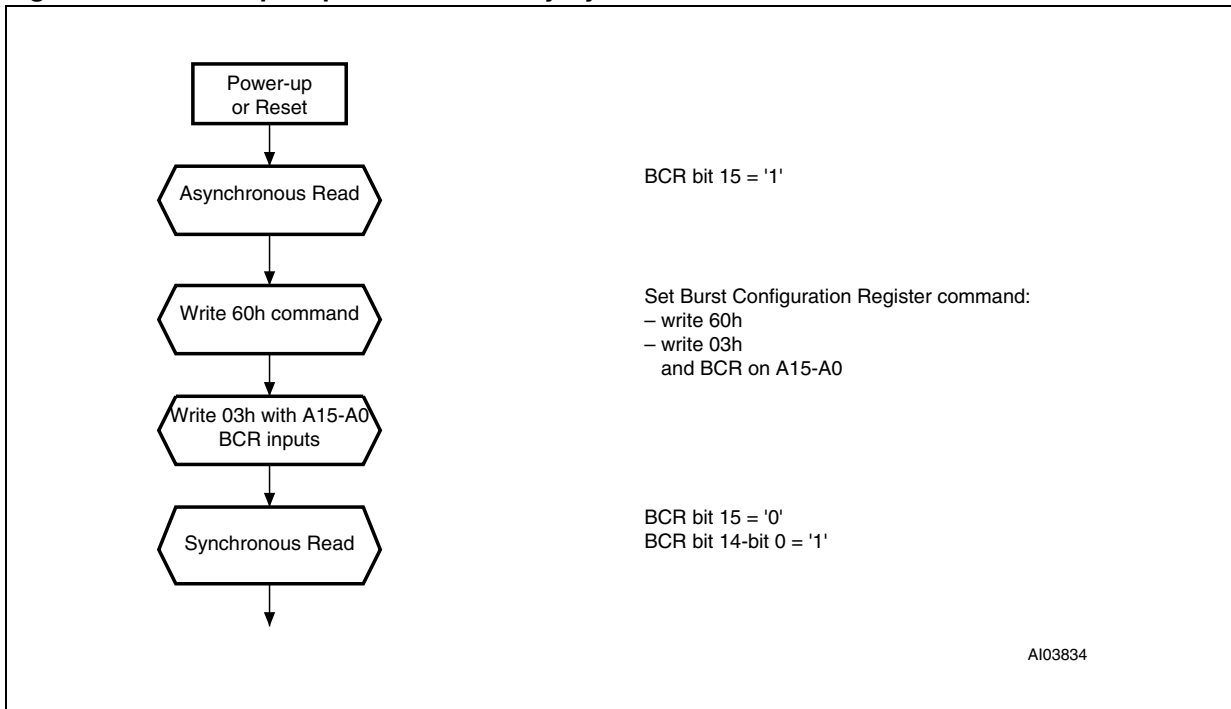 Power-up
or Reset
Asynchronous Read
BCR bit 15 = '1'
Write 60h command
Set Burst Configuration Register command:
– write 60h
– write 03h
and BCR on A15-A0
Write 03h with A15-A0
BCR inputs
Synchronous Read
BCR bit 15 = '0'
BCR bit 14-bit 0 = '1'
AI03834